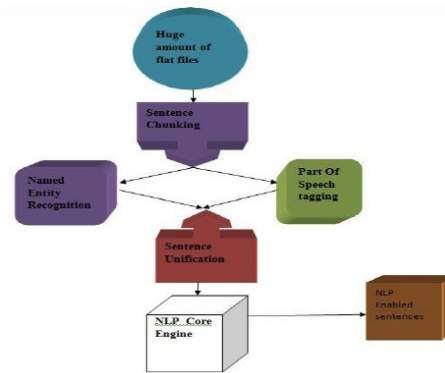 Huge
amount of
flat files
Sentence
Chunking
Named
Entity
Recognition
Part Of
Speech
tagging
Sentence
Unification
NLP Core
Engine
NLP
Enabled
sentences